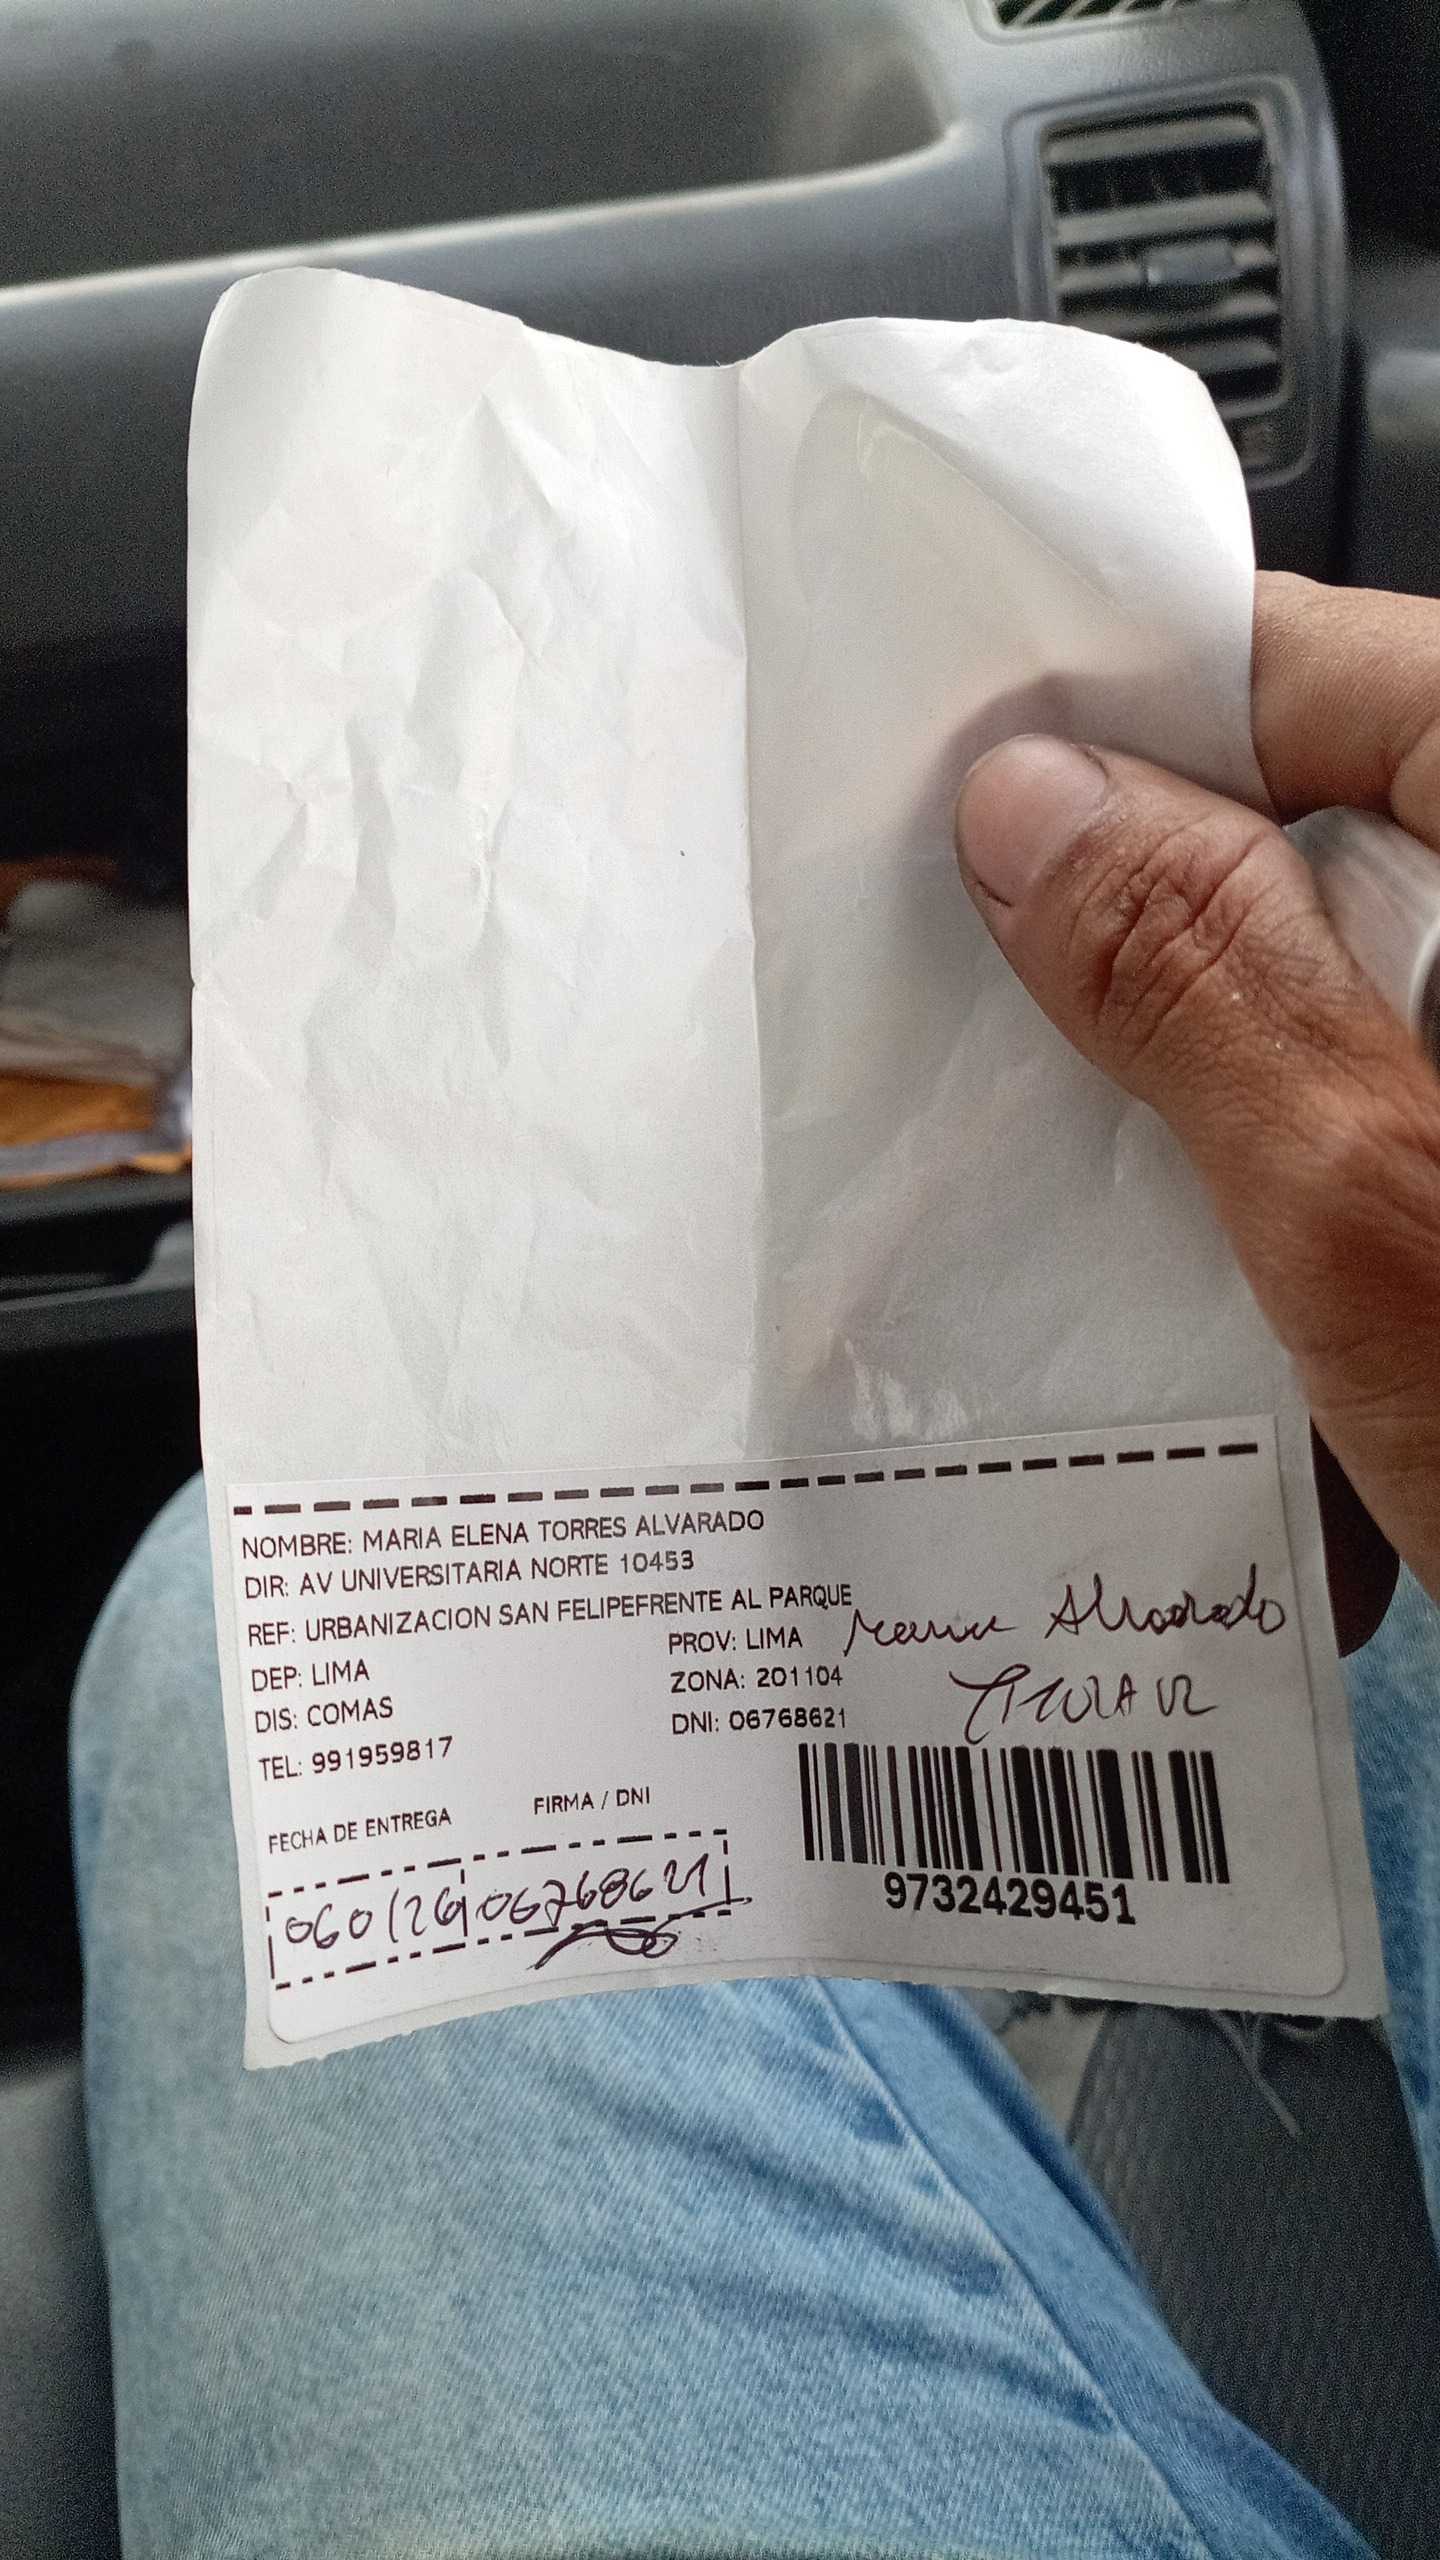 NOMBRE: MARIA ELENA TORRES ALVARADO
DIR: AV UNIVERSITARIA NORTE 10453
REF: URBANIZACION SAN FELIPEFRENTE AL PARQUE
DEP: LIMA PROV: LIMA
DIS: COMAS ZONA: 201104
TEL: 991959817 DNI: 06768621
Alvarado
FECHA DE ENTREGA FIRMA / DNI
060126 06768621
9732429451